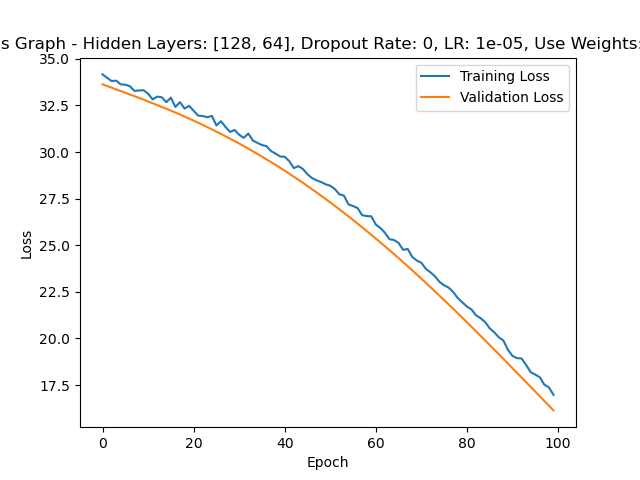 s Graph - Hidden Layers: [128, 64], Dropout Rate: 0, LR: 1e-05, Use Weights:
35.0
32.5
30.0
27.5
25.0
22.5
20.0
17.5
Loss
Training Loss
Validation Loss
0 20 40 60 80 100
Epoch